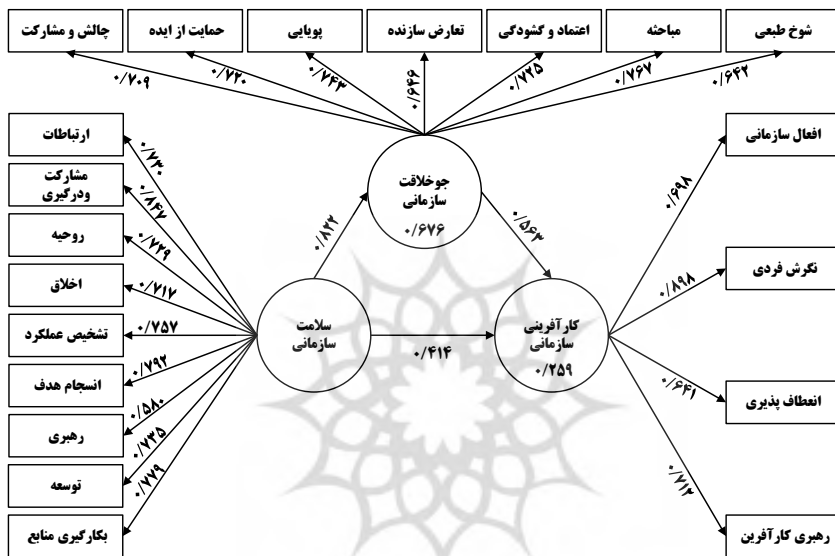 شوخ طبعی
مباحثه
اعتماد و گشودگی
تعارض سازنده
پویایی
حمایت از ایده
چالش و مشارکت
۰/۶۴۲
۰/۷۶۷
۰/۷۲۵
۰/۶۴۶
۰/۷۴۳
۰/۷۲۰
۰/۷۰۹
افعال سازمانی
نگرش فردی
انعطاف پذیری
رهبری کارآفرین
۰/۶۹۸
۰/۸۹۸
۰/۶۴۱
۰/۷۱۲
جوخلاقت
سازمانی
۰/۶۷۶
۰/۵۶۳
۰/۸۲۲
کارآفرینی
سازمانی
۰/۲۵۹
۰/۴۱۴
سلامت
سازمانی
ارتباطات
مشارکت
ودرگیری
روحیه
اخلاق
تشخیص عملکرد
انسجام هدف
رهبری
توسعه
بکارگیری منابع
۰/۷۳۰
۰/۸۴۷
۰/۷۲۹
۰/۷۱۷
۰/۷۵۷
۰/۷۹۲
۰/۵۸۰
۰/۷۳۵
۰/۷۷۹